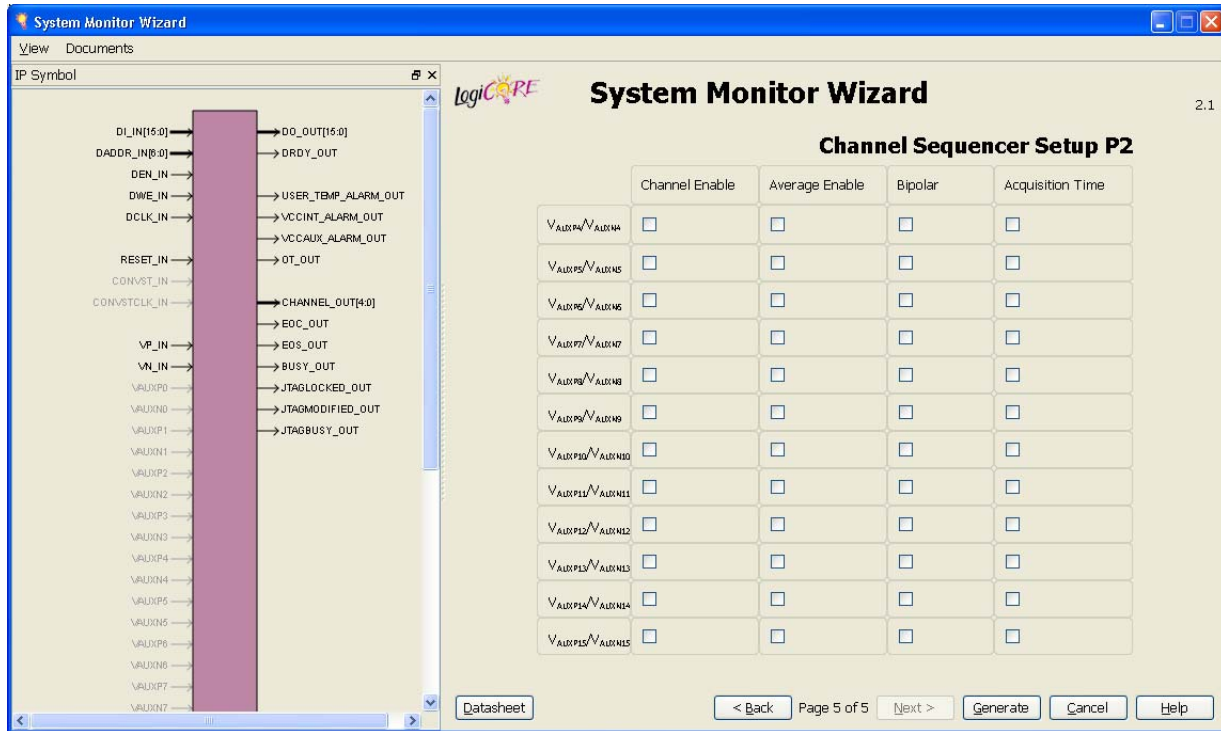 System Monitor Wizard
View Documents
IP Symbol
DI_IN[15:0]
DADDR_IN[6:0]
DEN_IN
DWE_IN
DCLK_IN
RESET_IN
CONVST_IN
CONVSTCLK_IN
VP_IN
VN_IN
VAUXP0
VAUXN0
VAUXP1
VAUXN1
VAUXP2
VAUXN2
VAUXP3
VAUXN3
VAUXP4
VAUXN4
VAUXP5
VAUXN5
VAUXP6
VAUXN6
VAUXP7
VAUXN7
DO_OUT[15:0]
DRDY_OUT
USER_TEMP_ALARM_OUT
VCCINT_ALARM_OUT
VCCAUX_ALARM_OUT
OT_OUT
CHANNEL_OUT[4:0]
EOC_OUT
EOS_OUT
BUSY_OUT
JTAGLOCKED_OUT
JTAGMODIFIED_OUT
JTAGBUSY_OUT
LogiCORE
System Monitor Wizard
2.1
Channel Sequencer Setup P2
Channel Enable Average Enable Bipolar Acquisition Time
VAUXP4/VAUXN4
VAUXP5/VAUXN5
VAUXP6/VAUXN6
VAUXP7/VAUXN7
VAUXP8/VAUXN8
VAUXP9/VAUXN9
VAUXP10/VAUXN10
VAUXP11/VAUXN11
VAUXP12/VAUXN12
VAUXP13/VAUXN13
VAUXP14/VAUXN14
VAUXP15/VAUXN15
Datasheet < Back Page 5 of 5 Next > Generate Cancel Help